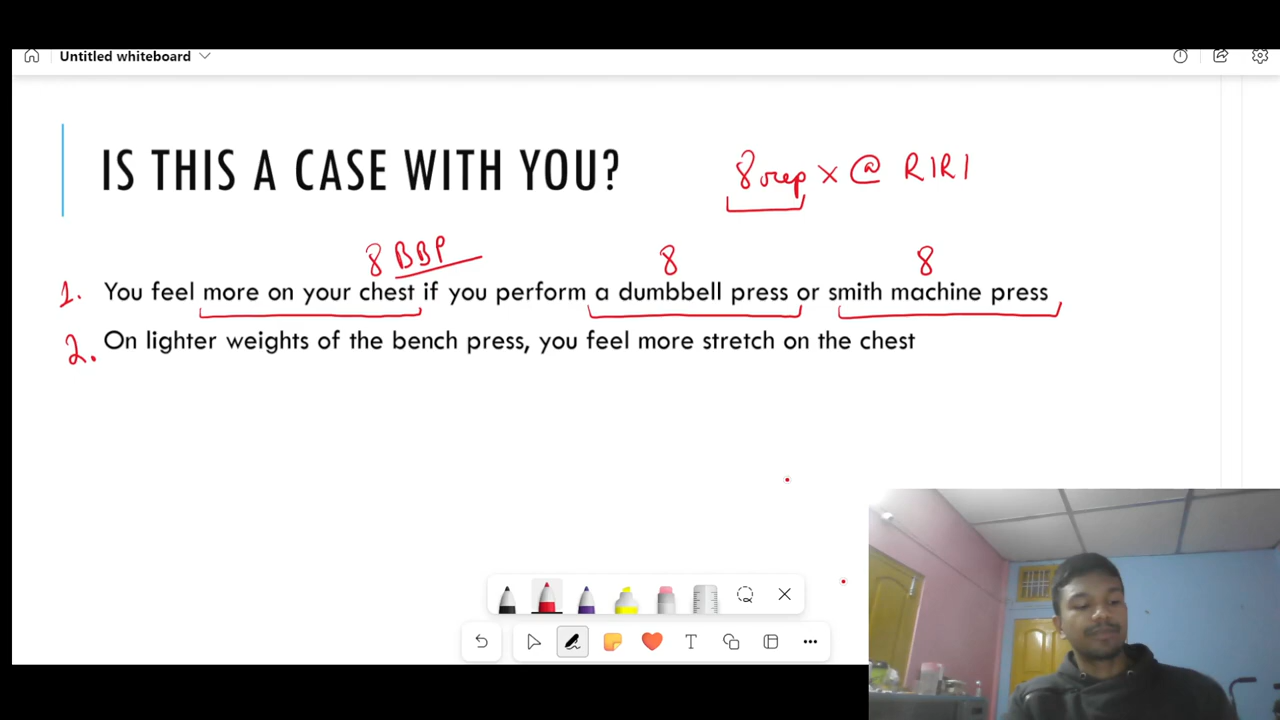 Untitled whiteboard
IS THIS A CASE WITH YOU?
8 rep x @ RIR1
8 BBP 8 8
1. You feel more on your chest if you perform a dumbbell press or smith machine press
2. On lighter weights of the bench press, you feel more stretch on the chest
T